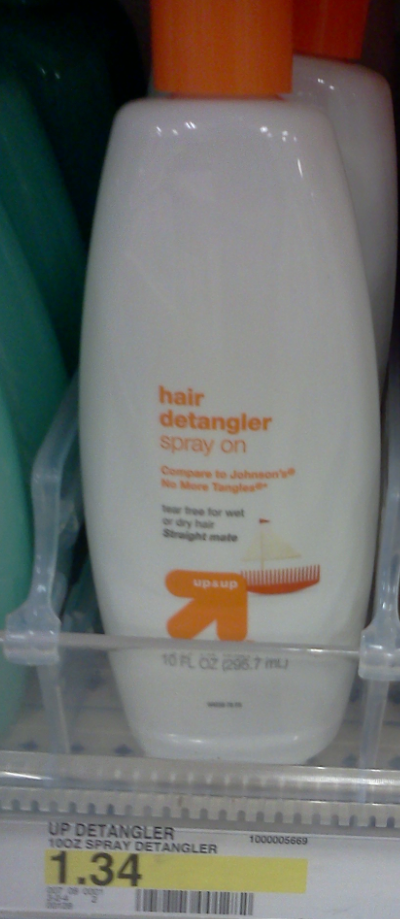 hair
detangler
spray on
Compare to Johnson's®
No More Tangles®*
tear free for wet
or dry hair
Straight male
up&up
10 FL OZ (295.7 mL)
UP DETANGLER
10OZ SPRAY DETANGLER
1000005669
1.34